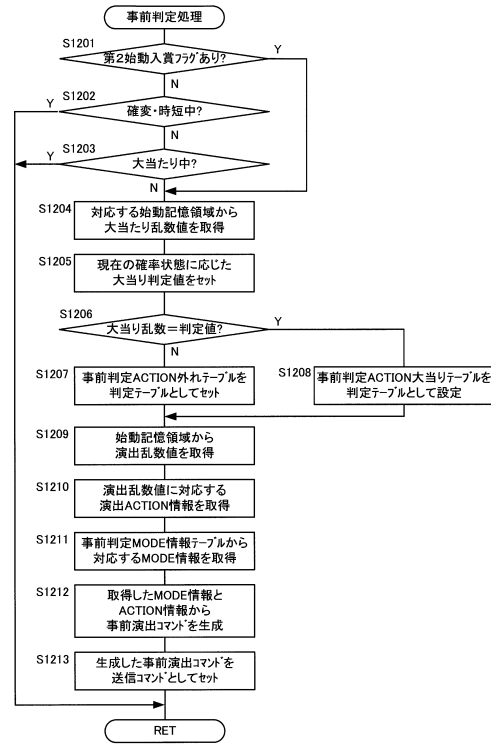 事前判定処理
S1201
第2始動入賞フラグあり?
Y
N
S1202
Y
確変・時短中?
N
S1203
Y
大当たり中?
N
S1204
対応する始動記憶領域から
大当たり乱数値を取得
S1205
現在の確率状態に応じた
大当り判定値をセット
S1206
大当り乱数=判定値?
Y
N
S1207
事前判定ACTION外れテーブルを
判定テーブルとしてセット
S1208
事前判定ACTION大当りテーブルを
判定テーブルとして設定
S1209
始動記憶領域から
演出乱数値を取得
S1210
演出乱数値に対応する
演出ACTION情報を取得
S1211
事前判定MODE情報テーブルから
対応するMODE情報を取得
S1212
取得したMODE情報と
ACTION情報から
事前演出コマンドを生成
S1213
生成した事前演出コマンドを
送信コマンドとしてセット
RET